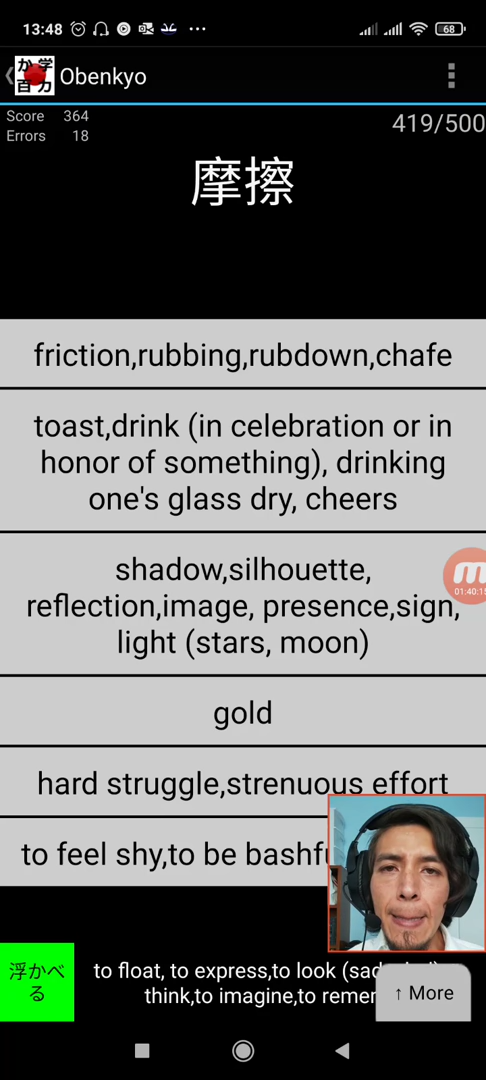 13:48
68
Obenkyo
Score 364
Errors 18
419/500
摩擦
friction,rubbing,rubdown,chafe
toast,drink (in celebration or in
honor of something), drinking
one's glass dry, cheers
shadow,silhouette,
reflection,image, presence,sign,
light (stars, moon)
gold
hard struggle,strenuous effort
to feel shy,to be bashfu
浮かべ
る
to float, to express,to look (sad
think,to imagine,to remem
↑ More